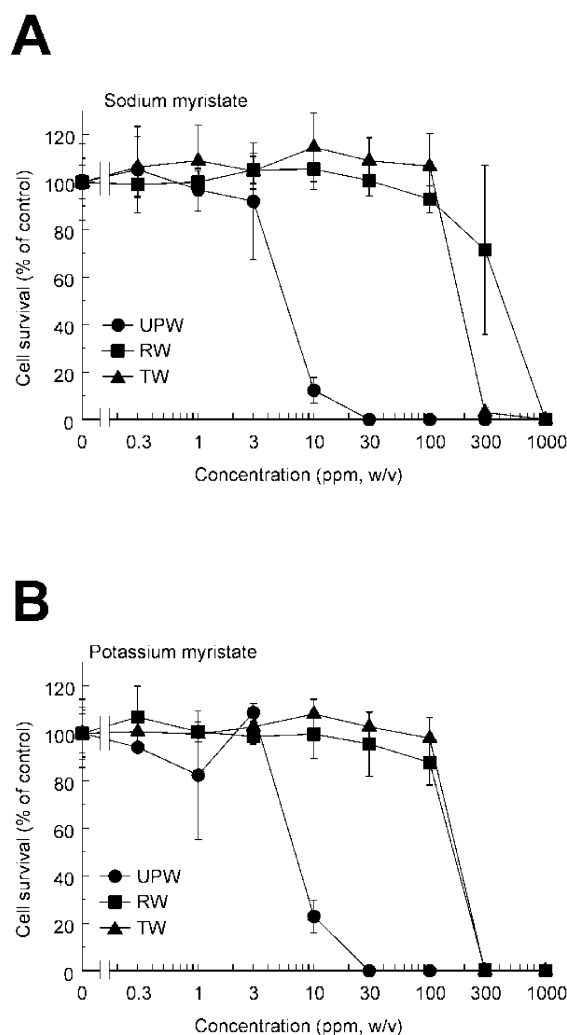 A
Sodium myristate
Cell survival (% of control)
120
100
80
60
40
20
0
UPW
RW
TW
0 0.3 1 3 10 30 100 300 1000
Concentration (ppm, w/v)
B
Potassium myristate
Cell survival (% of control)
120
100
80
60
40
20
0
UPW
RW
TW
0 0.3 1 3 10 30 100 300 1000
Concentration (ppm, w/v)